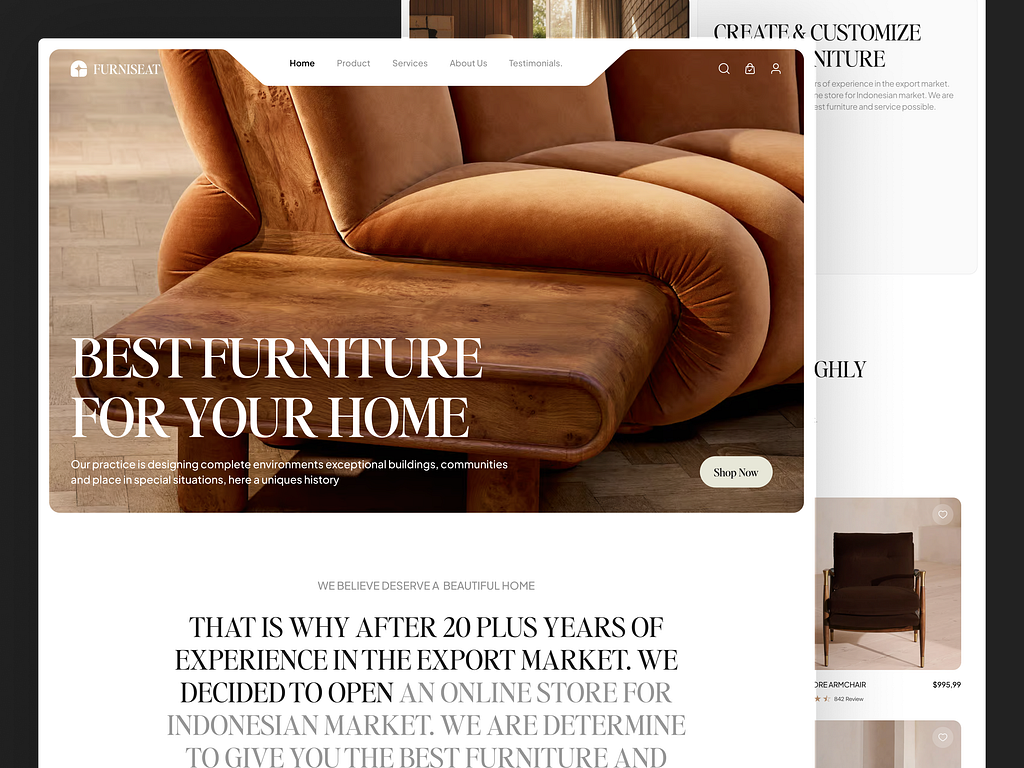 FURNISEAT
Home
Product
Services
About Us
Testimonials.
BEST FURNITURE
FOR YOUR HOME
Our practice is designing complete environments exceptional buildings, communities
and place in special situations, here a uniques history
Shop Now
WE BELIEVE DESERVE A BEAUTIFUL HOME
THAT IS WHY AFTER 20 PLUS YEARS OF
EXPERIENCE IN THE EXPORT MARKET. WE
DECIDED TO OPEN AN ONLINE STORE FOR
INDONESIAN MARKET. WE ARE DETERMINE
TO GIVE YOU THE BEST FURNITURE AND
CREATE & CUSTOMIZE
NITURE
rs of experience in the export market.
ne store for Indonesian market. We are
est furniture and service possible.
GHLY
ORE ARMCHAIR
$995,99
842 Review